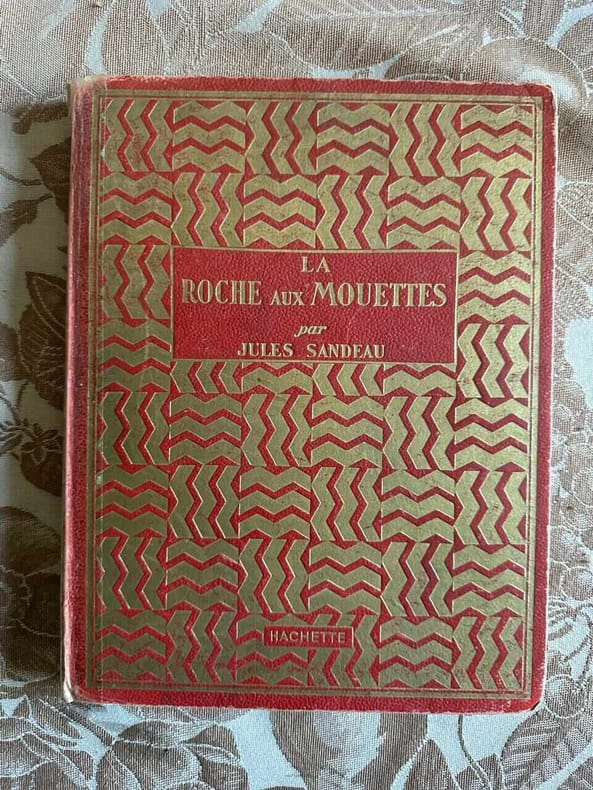 LA
ROCHE AUX MOUETTES
par
JULES SANDEAU
HACHETTE